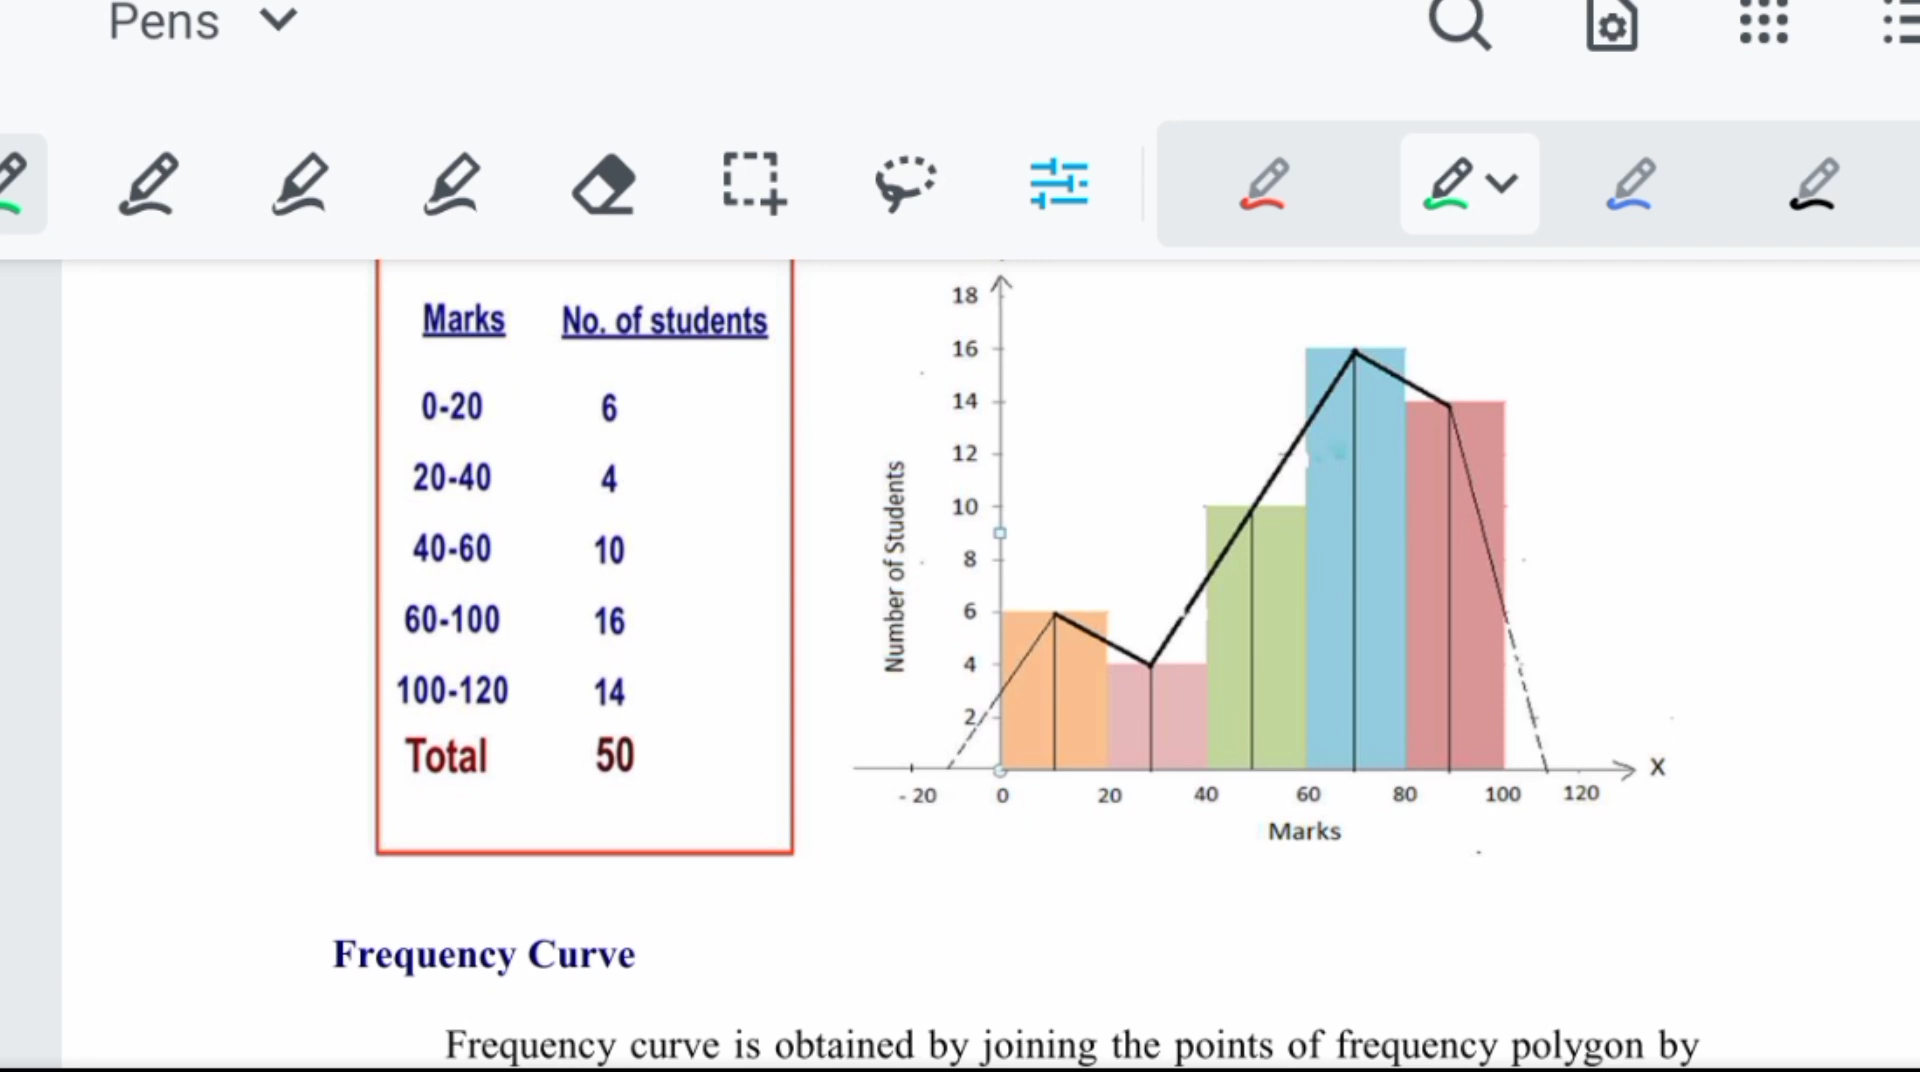 Pens
Marks No. of students
0-20 6
20-40 4
40-60 10
60-100 16
100-120 14
Total 50
18
16
14
12
10
8
6
4
2
Number of Students
- 20 0 20 40 60 80 100 120
X
Marks
Frequency Curve
Frequency curve is obtained by joining the points of frequency polygon by